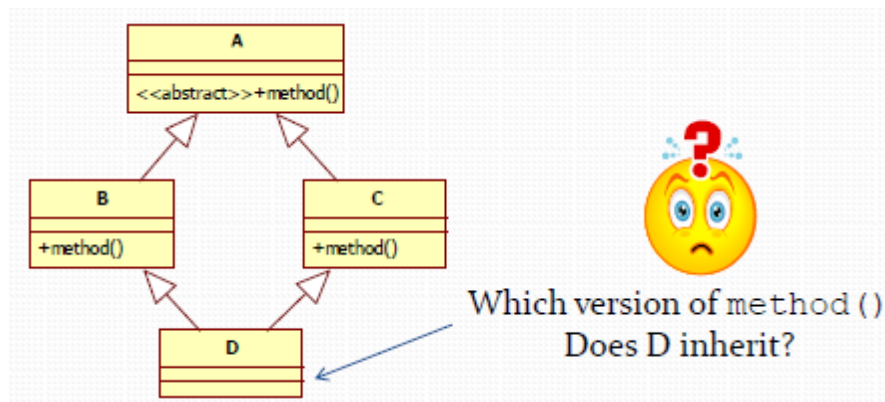 A
<<abstract>>+method()
B
+method()
C
+method()
D
?
Which version of method()
Does D inherit?